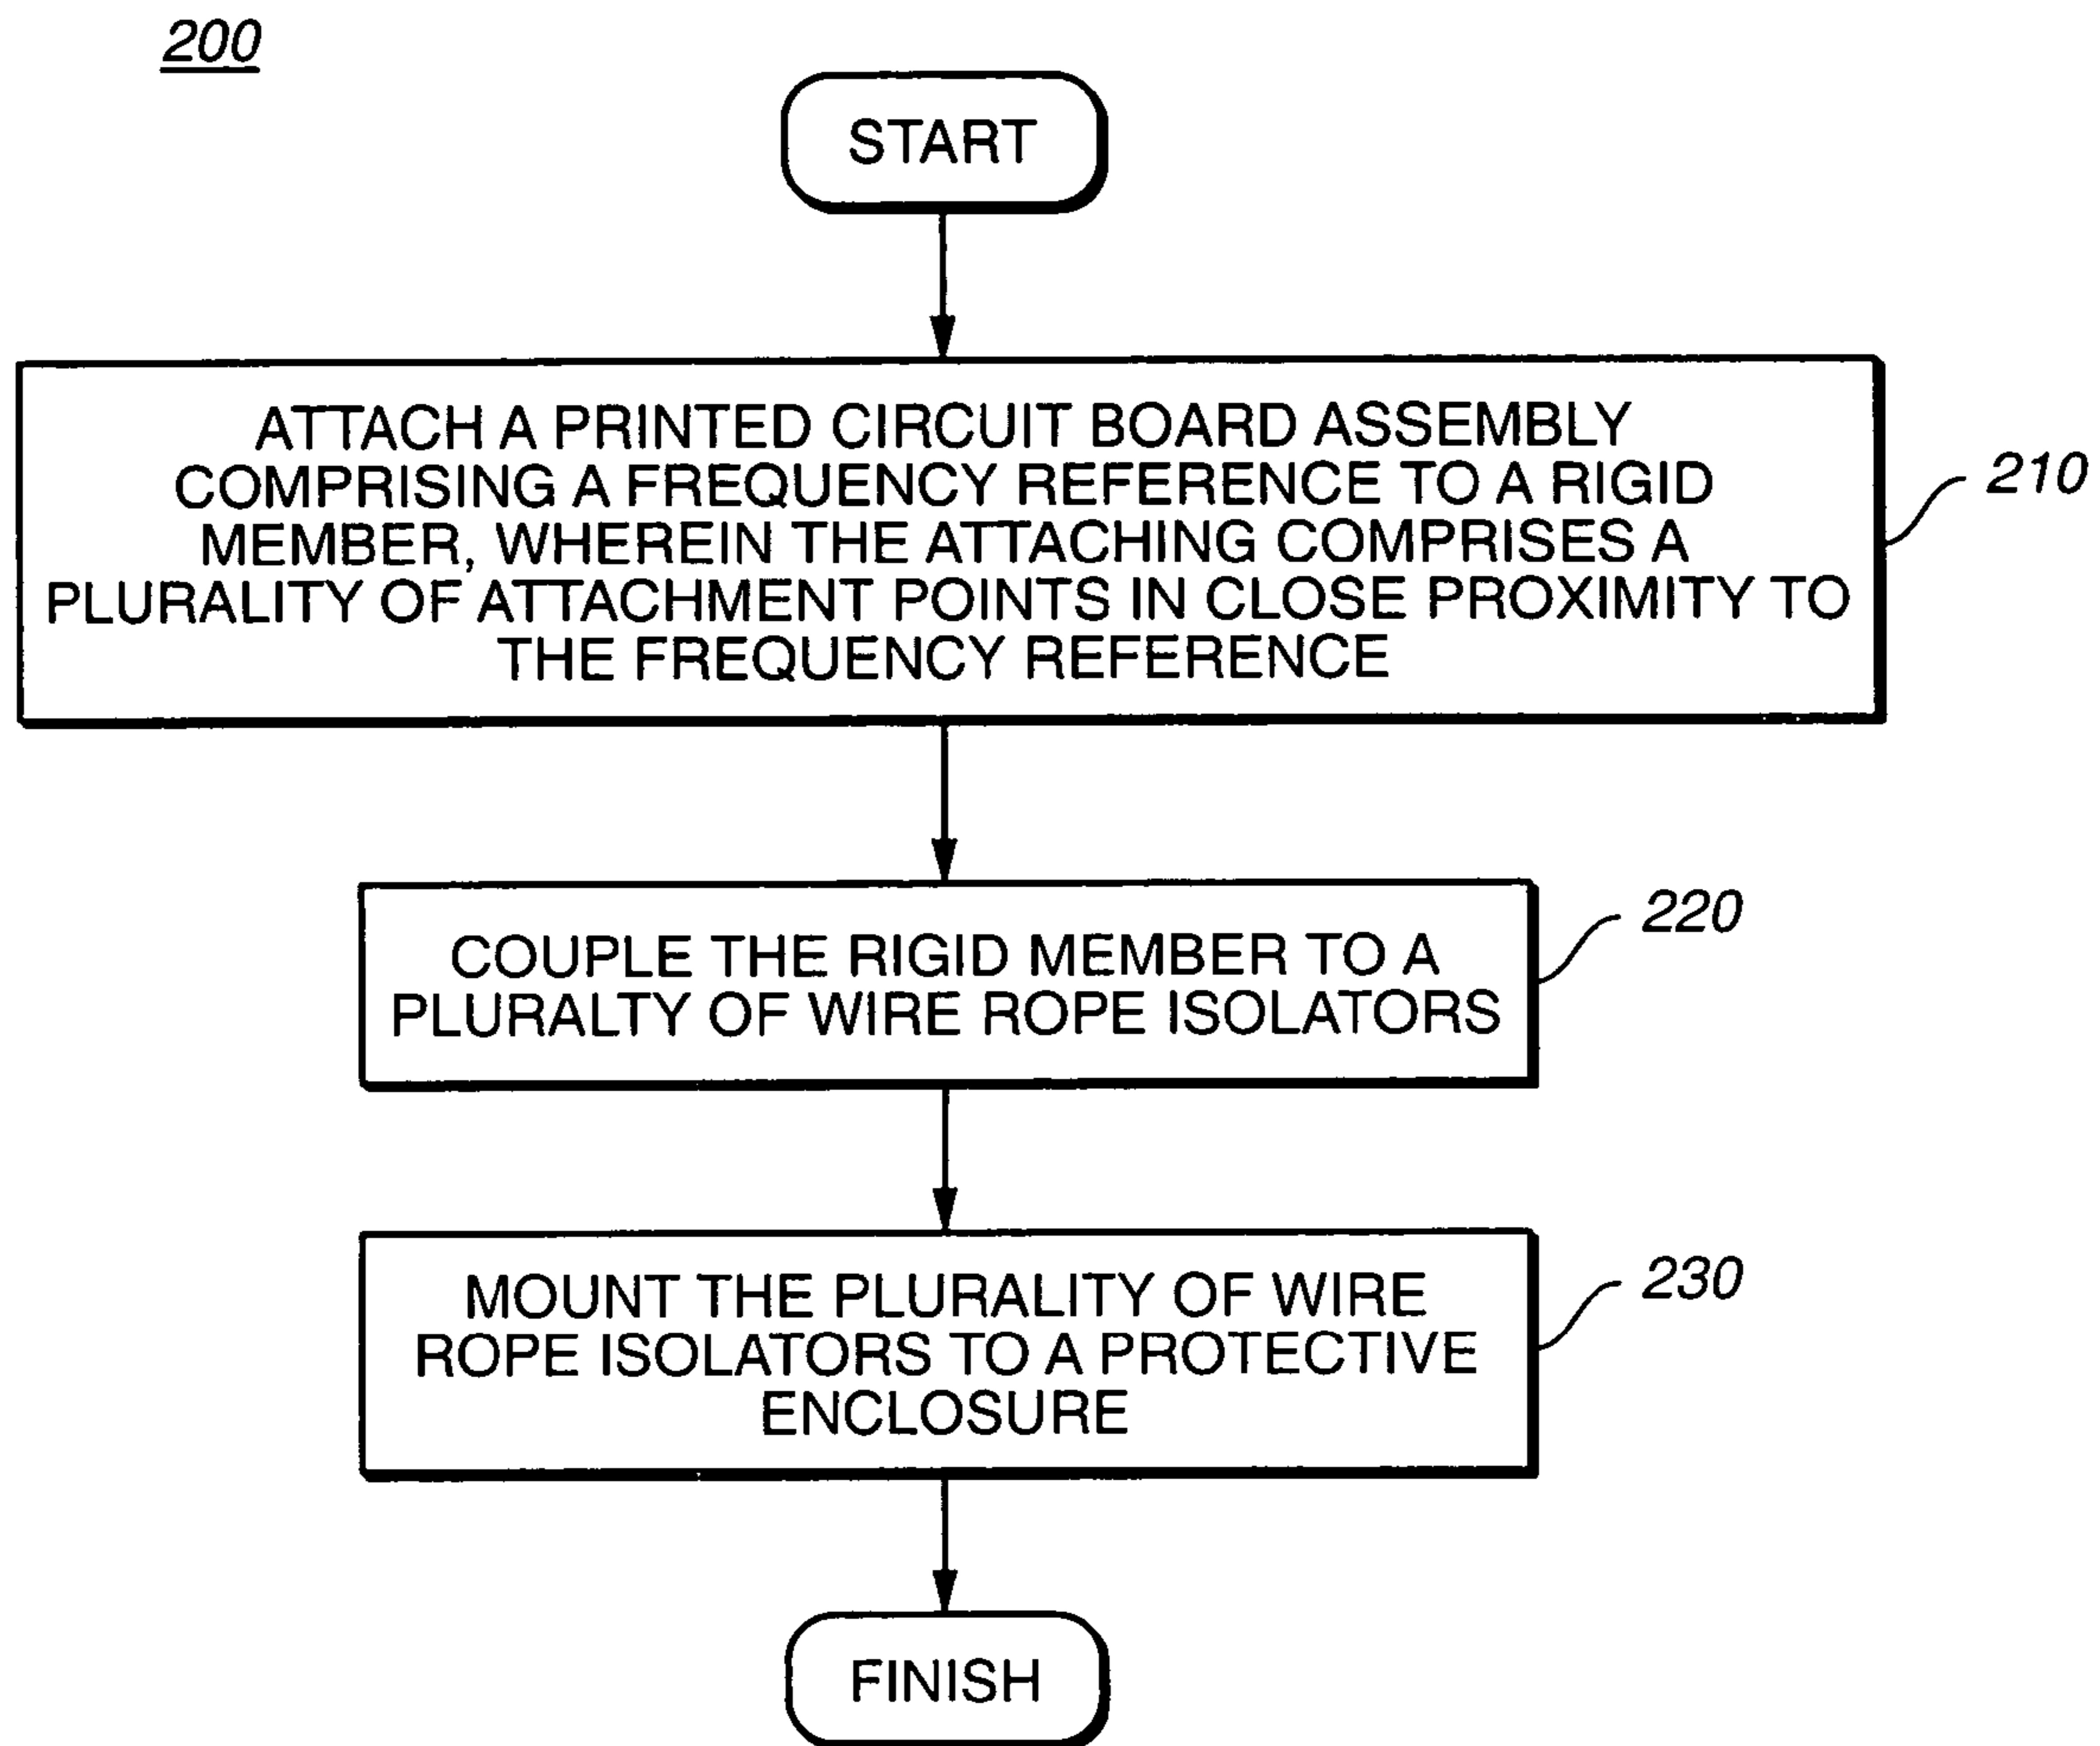 200
START
ATTACH A PRINTED CIRCUIT BOARD ASSEMBLY
COMPRISING A FREQUENCY REFERENCE TO A RIGID
MEMBER, WHEREIN THE ATTACHING COMPRISES A
PLURALITY OF ATTACHMENT POINTS IN CLOSE PROXIMITY TO
THE FREQUENCY REFERENCE
210
COUPLE THE RIGID MEMBER TO A
PLURALTY OF WIRE ROPE ISOLATORS
220
MOUNT THE PLURALITY OF WIRE
ROPE ISOLATORS TO A PROTECTIVE
ENCLOSURE
230
FINISH